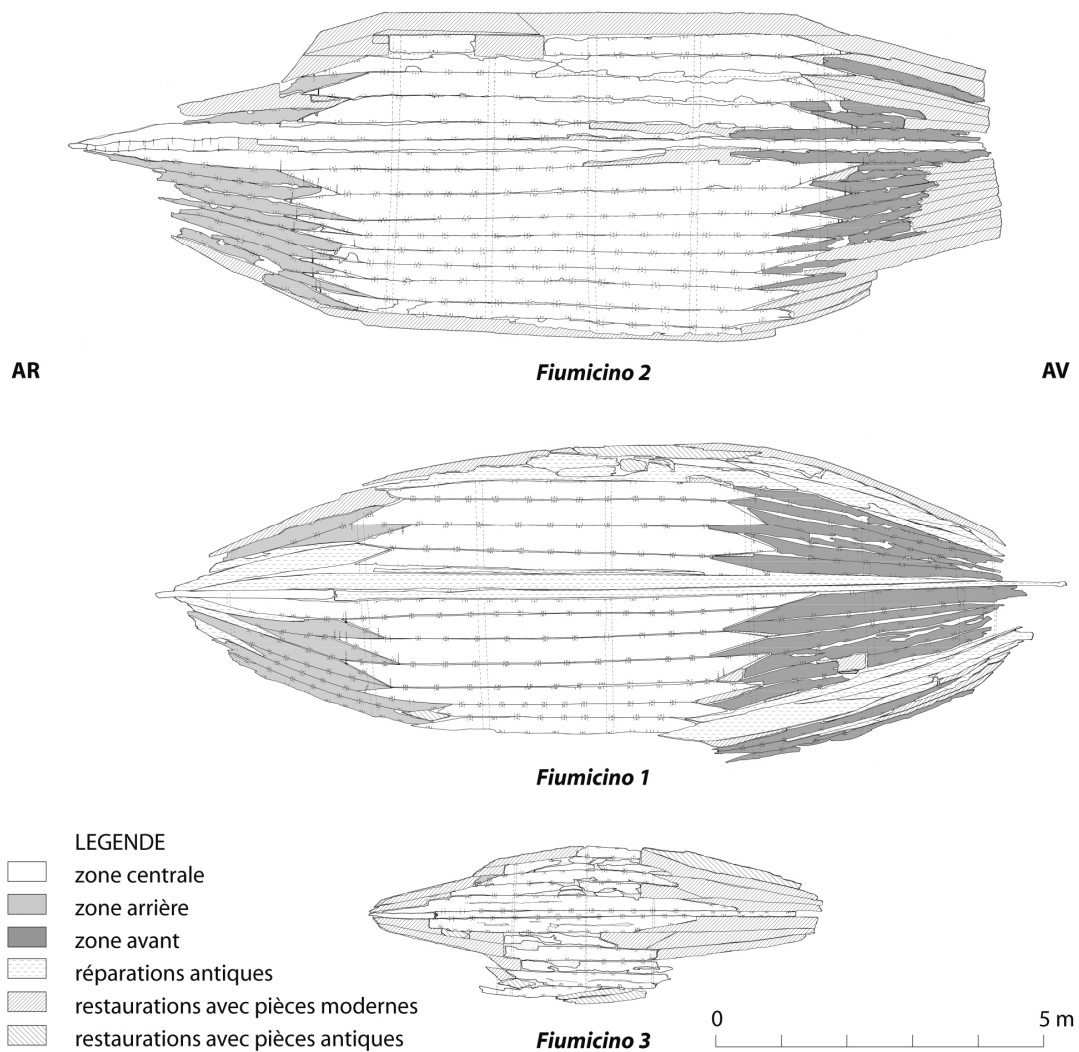 AR
Fiumicino 2
AV
Fiumicino 1
LEGENDE
zone centrale
zone arrière
zone avant
réparations antiques
restaurations avec pièces modernes
restaurations avec pièces antiques
Fiumicino 3
0
5 m